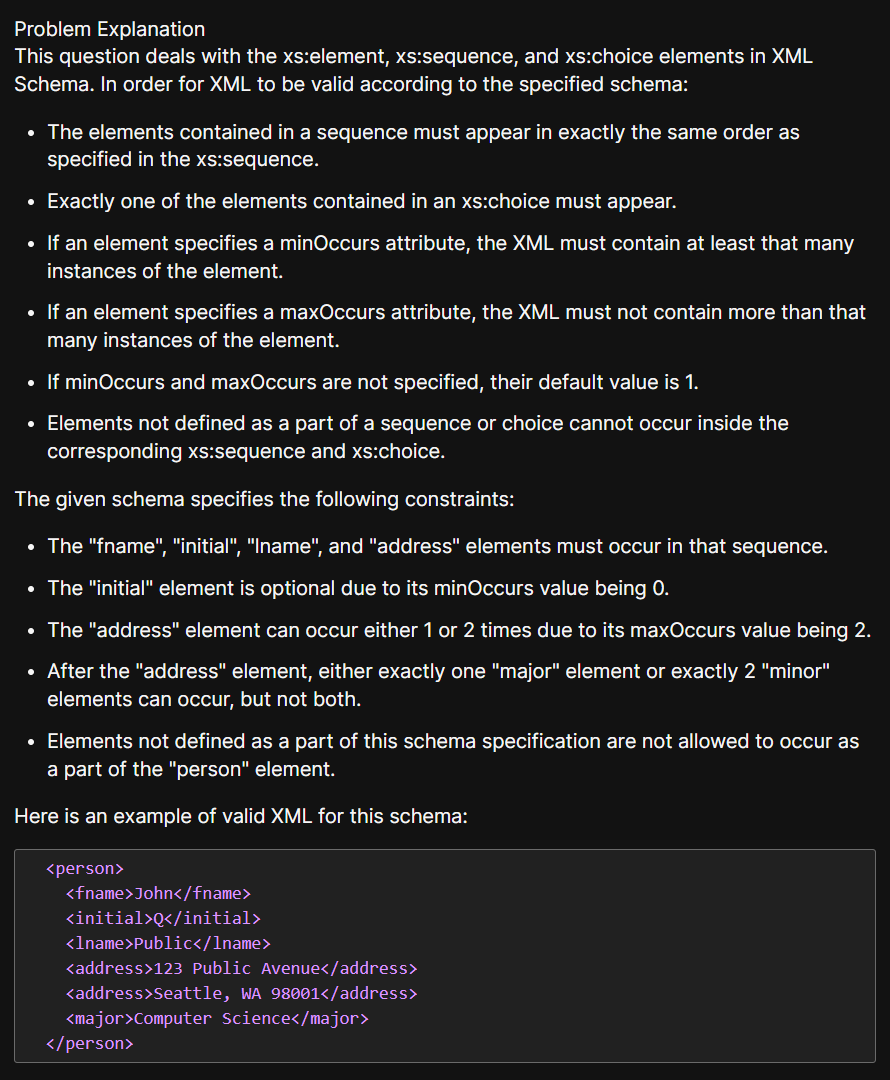 Problem Explanation
This question deals with the xs:element, xs:sequence, and xs:choice elements in XML
Schema. In order for XML to be valid according to the specified schema:
• The elements contained in a sequence must appear in exactly the same order as
specified in the xs:sequence.
• Exactly one of the elements contained in an xs:choice must appear.
• If an element specifies a minOccurs attribute, the XML must contain at least that many
instances of the element.
• If an element specifies a maxOccurs attribute, the XML must not contain more than that
many instances of the element.
• If minOccurs and maxOccurs are not specified, their default value is 1.
• Elements not defined as a part of a sequence or choice cannot occur inside the
corresponding xs:sequence and xs:choice.
The given schema specifies the following constraints:
• The "fname", "initial", "lname", and "address" elements must occur in that sequence.
• The "initial" element is optional due to its minOccurs value being 0.
• The "address" element can occur either 1 or 2 times due to its maxOccurs value being 2.
• After the "address" element, either exactly one "major" element or exactly 2 "minor"
elements can occur, but not both.
• Elements not defined as a part of this schema specification are not allowed to occur as
a part of the "person" element.
Here is an example of valid XML for this schema:
<person>
<fname>John</fname>
<initial>Q</initial>
<lname>Public</lname>
<address>123 Public Avenue</address>
<address>Seattle, WA 98001</address>
<major>Computer Science</major>
</person>